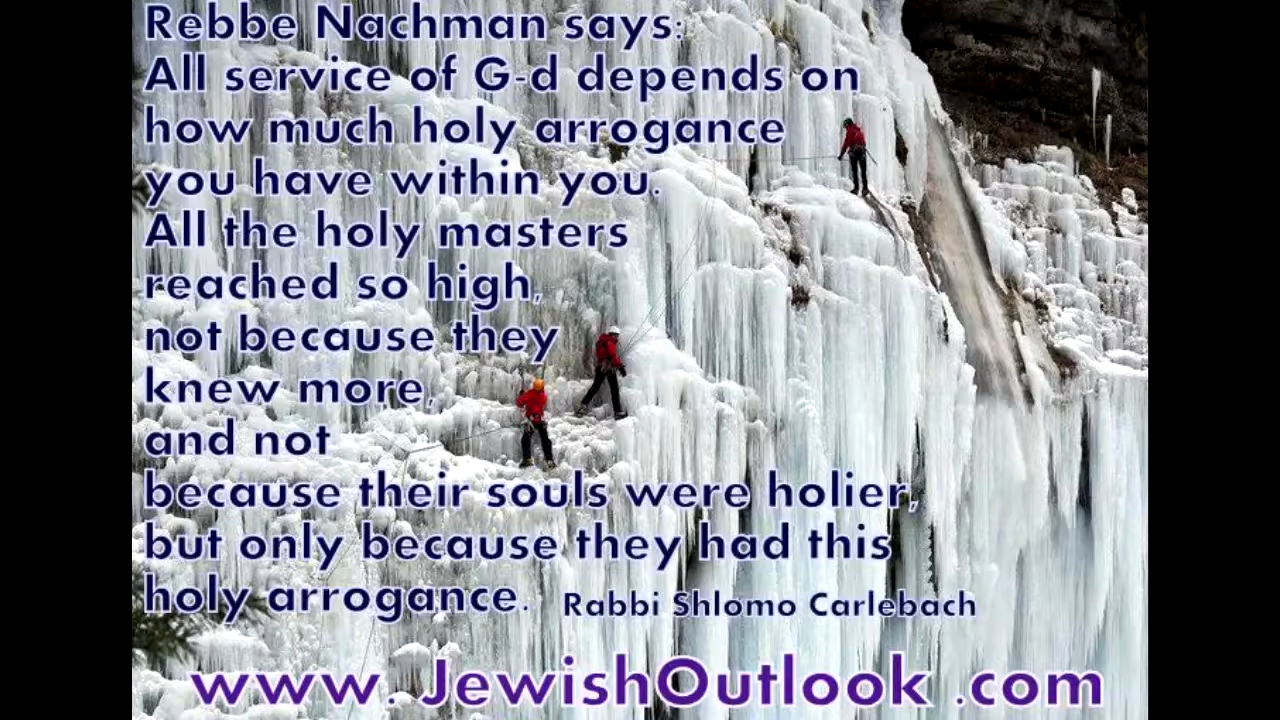 Rebbe Nachman says:
All service of G-d depends on
how much holy arrogance
you have within you.
All the holy masters
reached so high,
not because they
knew more,
and not
because their souls were holier,
but only because they had this
holy arrogance. Rabbi Shlomo Carlebach
www. JewishOutlook .com